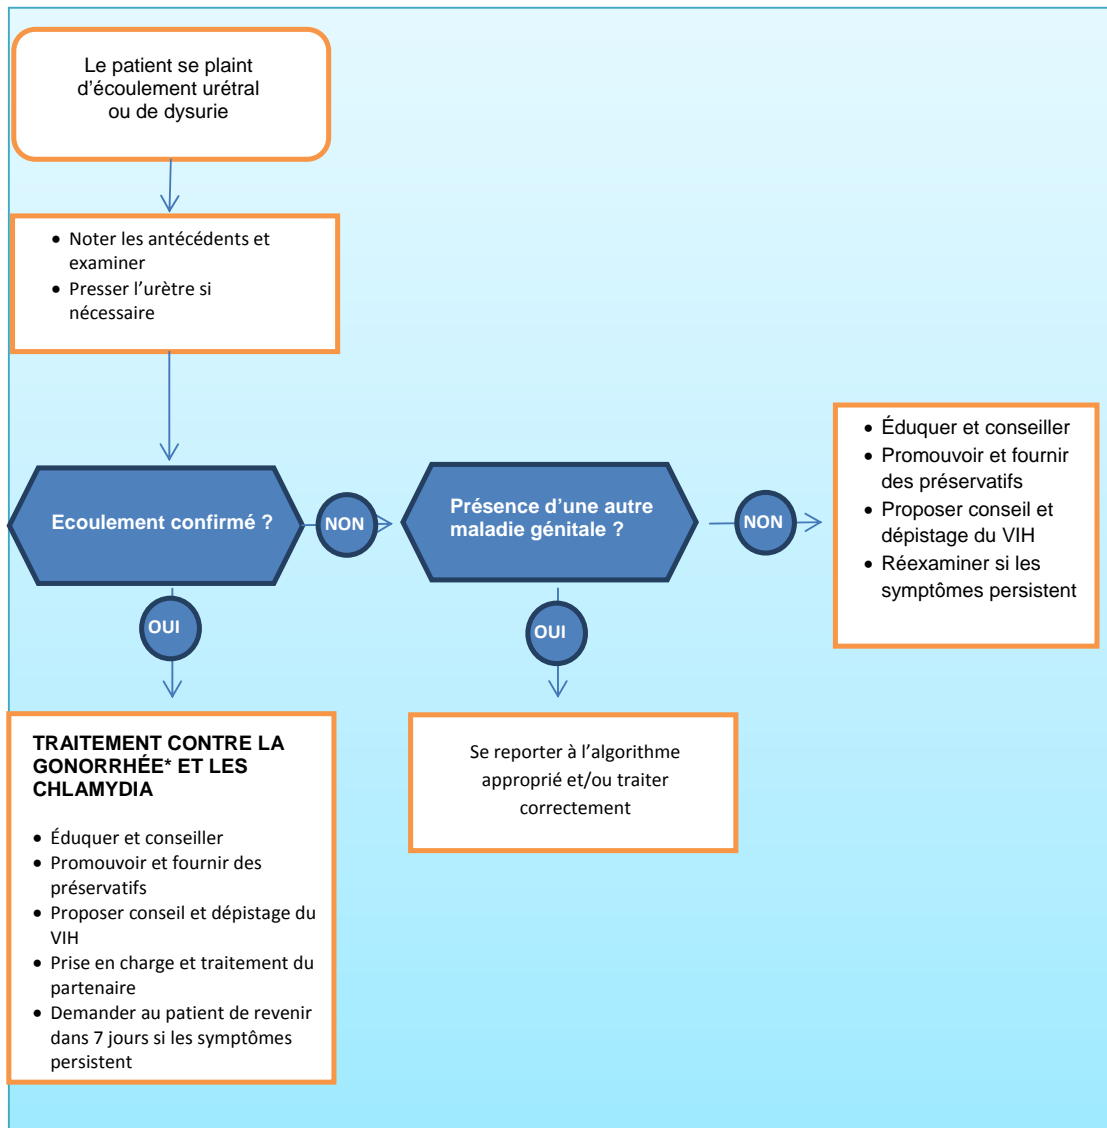 Le patient se plaint
d’écoulement urétral
ou de dysurie
• Noter les antécédents et
examiner
• Presser l’urètre si
nécessaire
Ecoulement confirmé ?
NON
Présence d’une autre
maladie génitale ?
NON
• Éduquer et conseiller
• Promouvoir et fournir
des préservatifs
• Proposer conseil et
dépistage du VIH
• Réexaminer si les
symptômes persistent
OUI
OUI
TRAITEMENT CONTRE LA
GONORRHÉE* ET LES
CHLAMYDIA
• Éduquer et conseiller
• Promouvoir et fournir des
préservatifs
• Proposer conseil et dépistage du
VIH
• Prise en charge et traitement du
partenaire
• Demander au patient de revenir
dans 7 jours si les symptômes
persistent
Se reporter à l’algorithme
approprié et/ou traiter
correctement